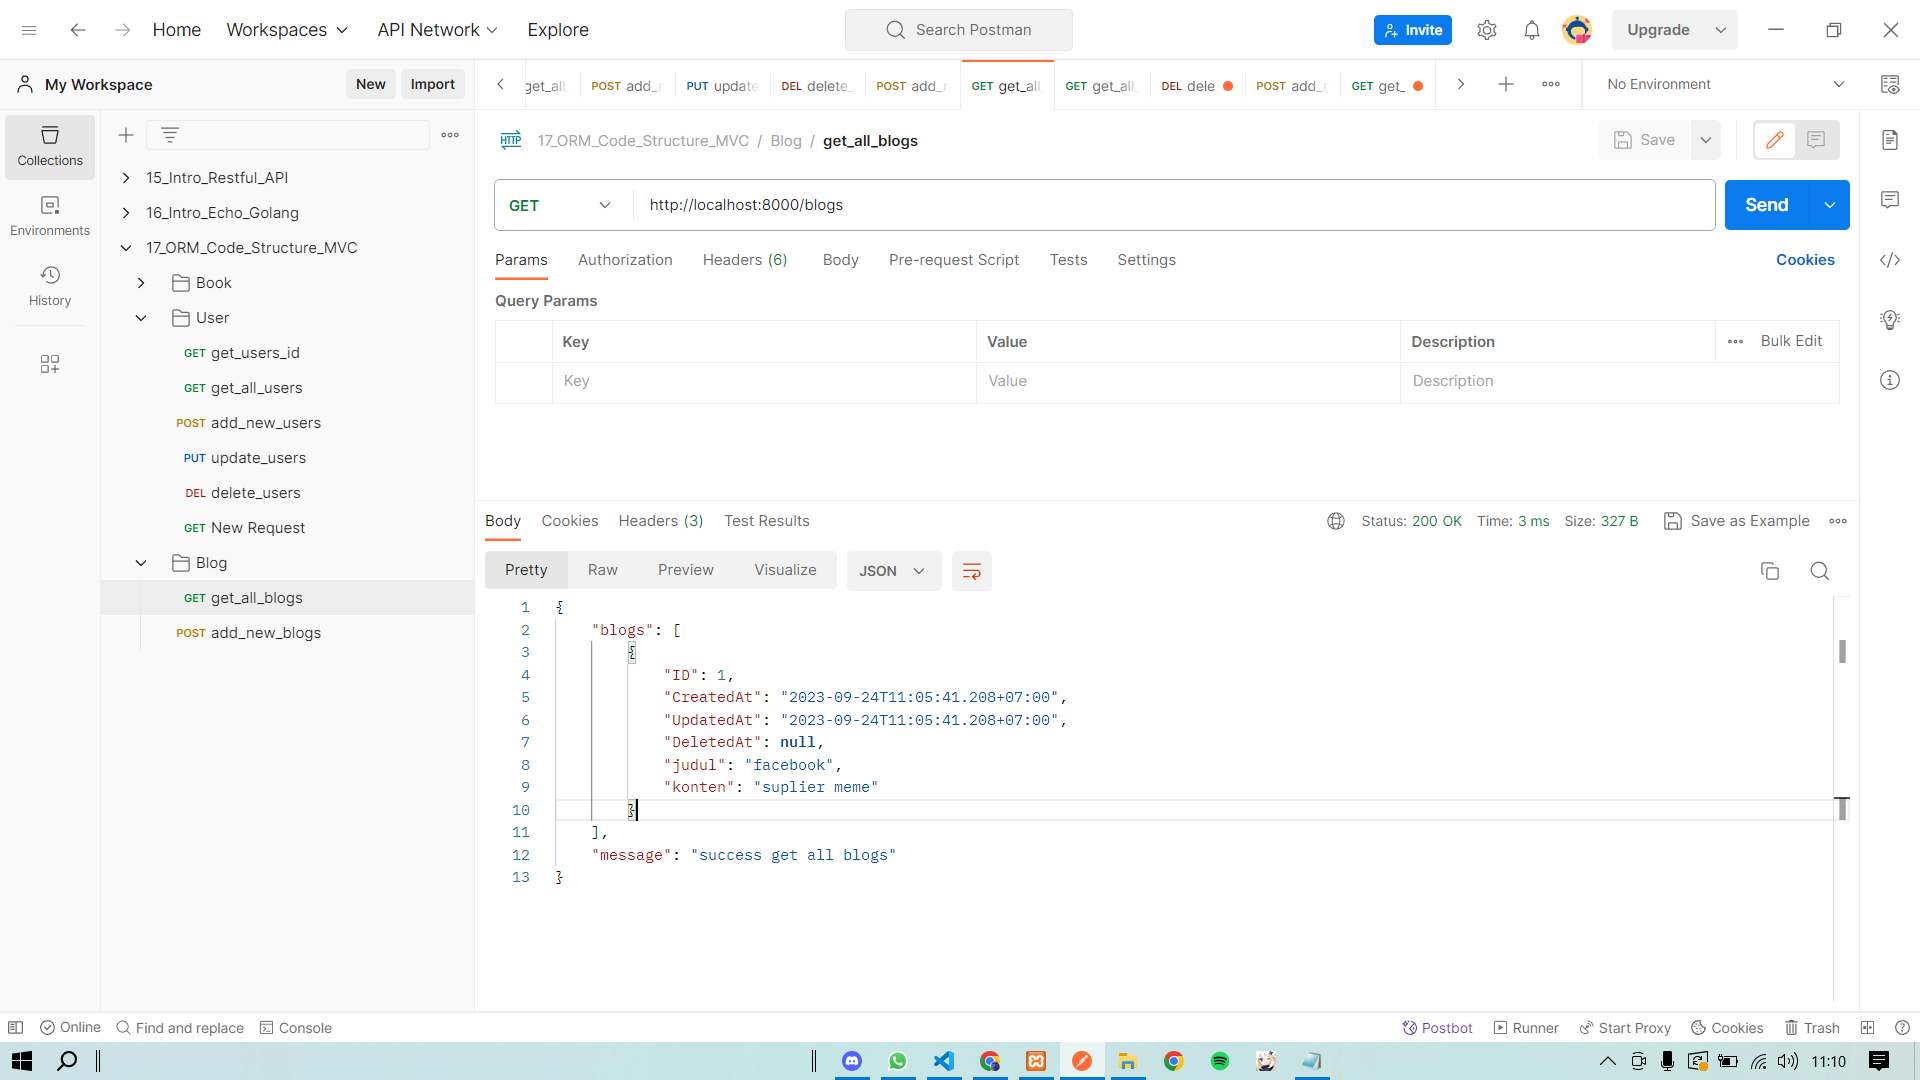 Home Workspaces API Network Explore Search Postman Invite Upgrade
My Workspace New Import
get_all POST add_r PUT update DEL delete_ POST add_r GET get_all GET get_all DEL dele POST add_r GET get_ No Environment
Collections
Environments
History
15_Intro_Restful_API
16_Intro_Echo_Golang
17_ORM_Code_Structure_MVC
Book
User
GET get_users_id
GET get_all_users
POST add_new_users
PUT update_users
DEL delete_users
GET New Request
Blog
GET get_all_blogs
POST add_new_blogs
HTTP 17_ORM_Code_Structure_MVC / Blog / get_all_blogs Save
GET http://localhost:8000/blogs Send
Params Authorization Headers (6) Body Pre-request Script Tests Settings Cookies
Query Params
Key Value Description Bulk Edit
Key Value Description
Body Cookies Headers (3) Test Results Status: 200 OK Time: 3 ms Size: 327 B Save as Example
Pretty Raw Preview Visualize JSON
1 {
2 "blogs": [
3 {
4 "ID": 1,
5 "CreatedAt": "2023-09-24T11:05:41.208+07:00",
6 "UpdatedAt": "2023-09-24T11:05:41.208+07:00",
7 "DeletedAt": null,
8 "judul": "facebook",
9 "konten": "suplier meme"
10 }
11 ],
12 "message": "success get all blogs"
13 }
Online Find and replace Console Postbot Runner Start Proxy Cookies Trash
11:10